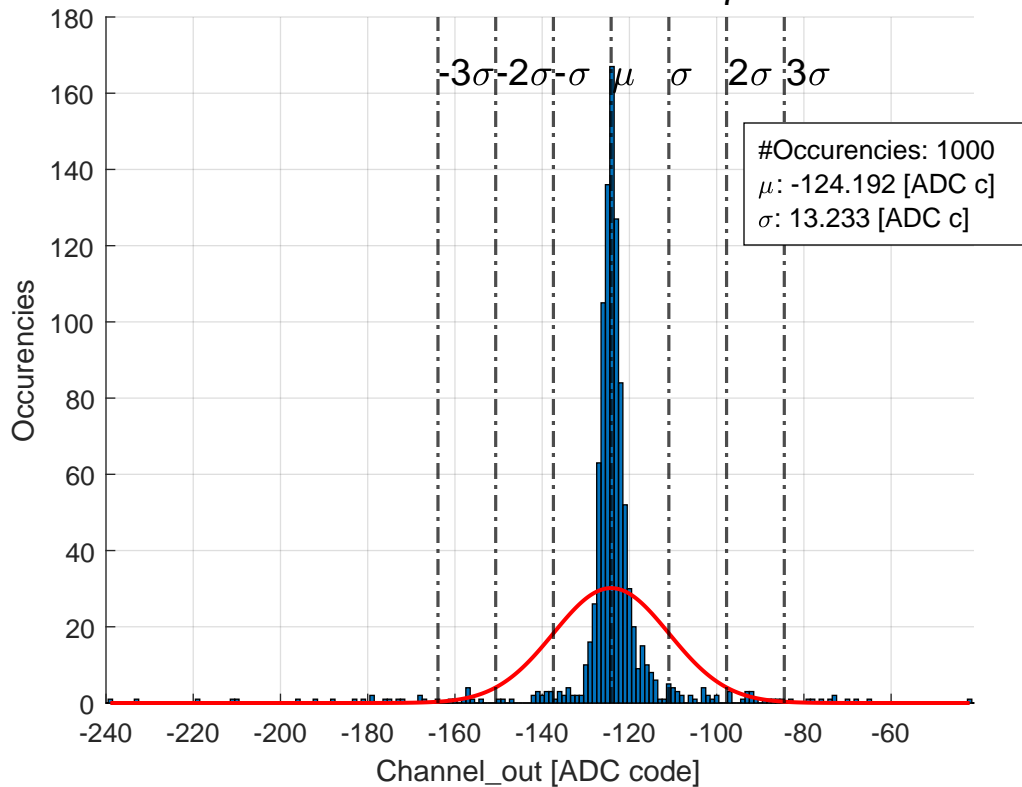 180
160
140
120
100
80
60
40
20
0
Occurencies
-3σ -2σ -σ μ σ 2σ 3σ
#Occurencies: 1000
μ: -124.192 [ADC c]
σ: 13.233 [ADC c]
-240 -220 -200 -180 -160 -140 -120 -100 -80 -60
Channel_out [ADC code]